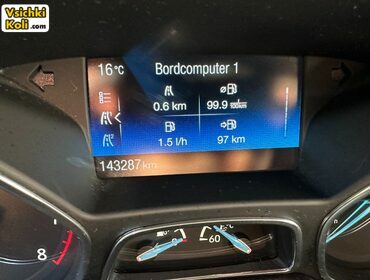 Vsichki
Koli.com
16°C Bordcomputer 1
0.6 km 99.9 l/100km
1.5 l/h 97 km
143287 km
8 60 °C